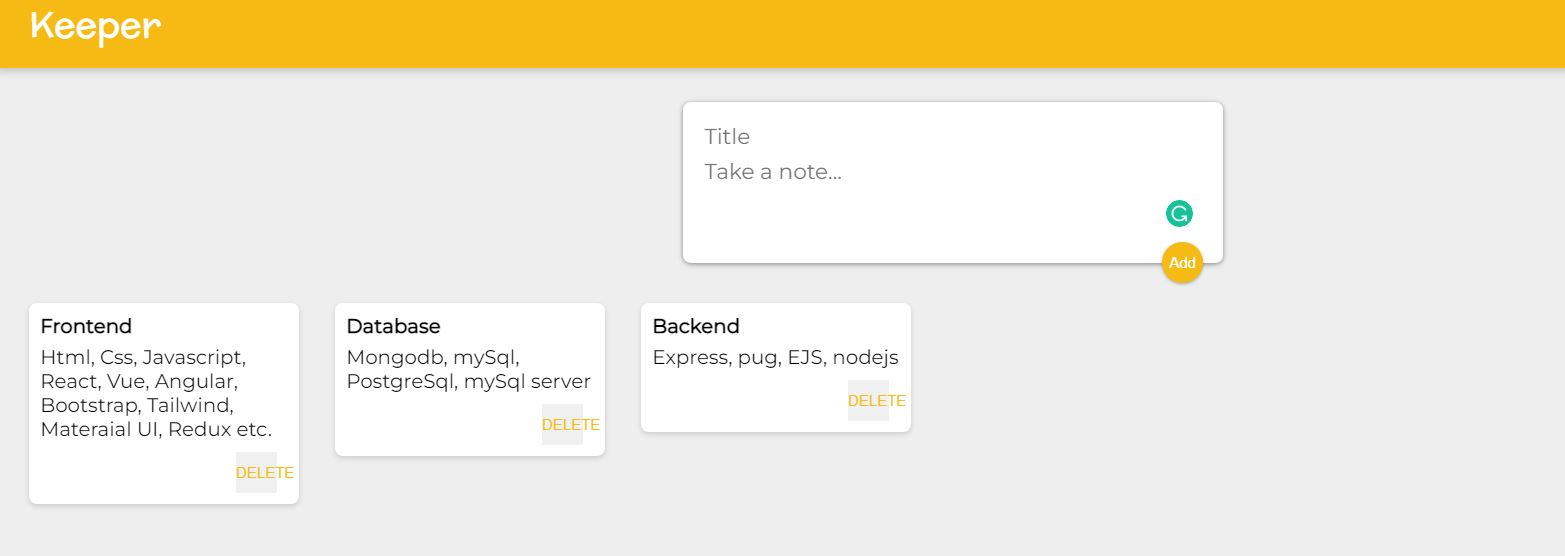 Keeper
Title
Take a note...
Add
Frontend
Html, Css, Javascript,
React, Vue, Angular,
Bootstrap, Tailwind,
Materaial UI, Redux etc.
DELETE
Database
Mongodb, mySql,
PostgreSql, mySql server
DELETE
Backend
Express, pug, EJS, nodejs
DELETE